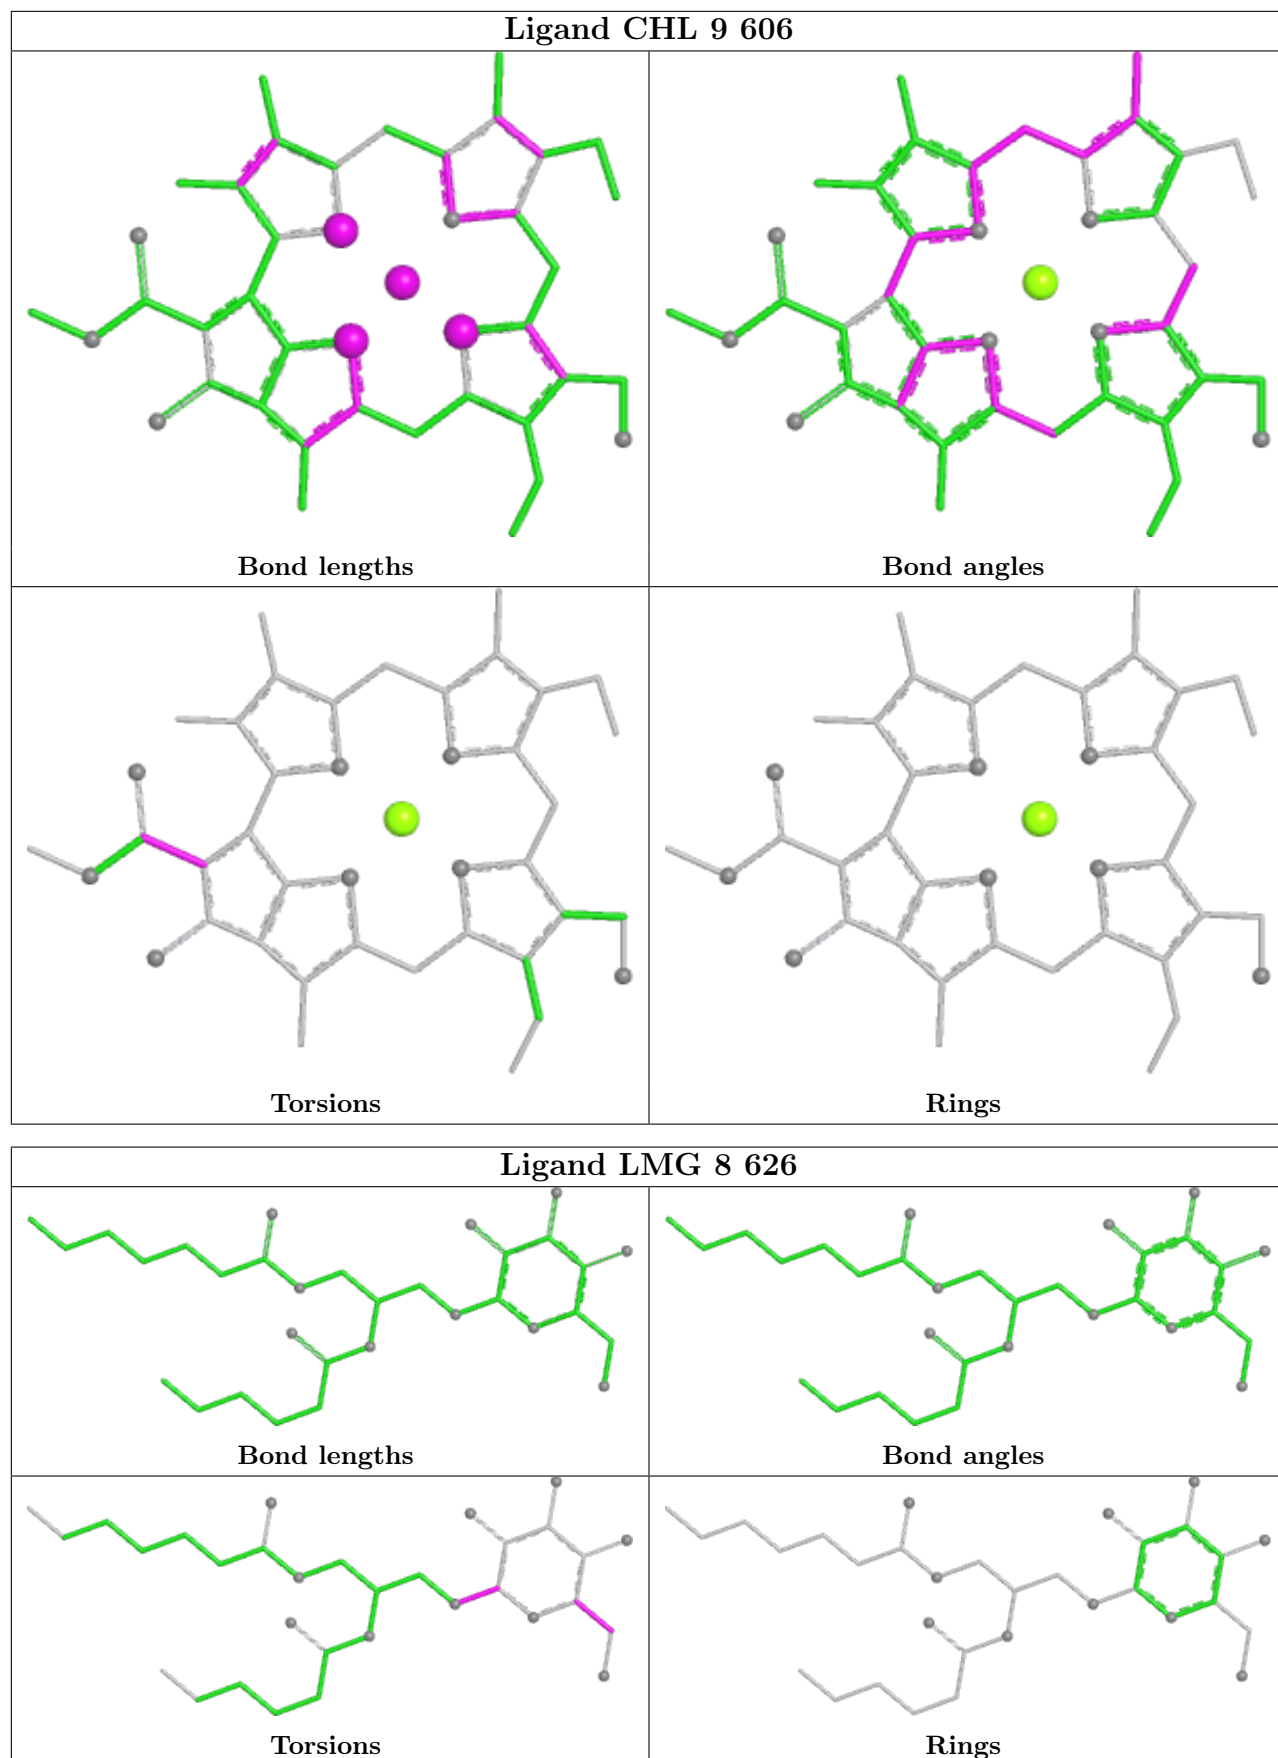 Ligand CHL 9 606
Bond lengths
Bond angles
Torsions
Rings
Ligand LMG 8 626
Bond lengths
Bond angles
Torsions
Rings